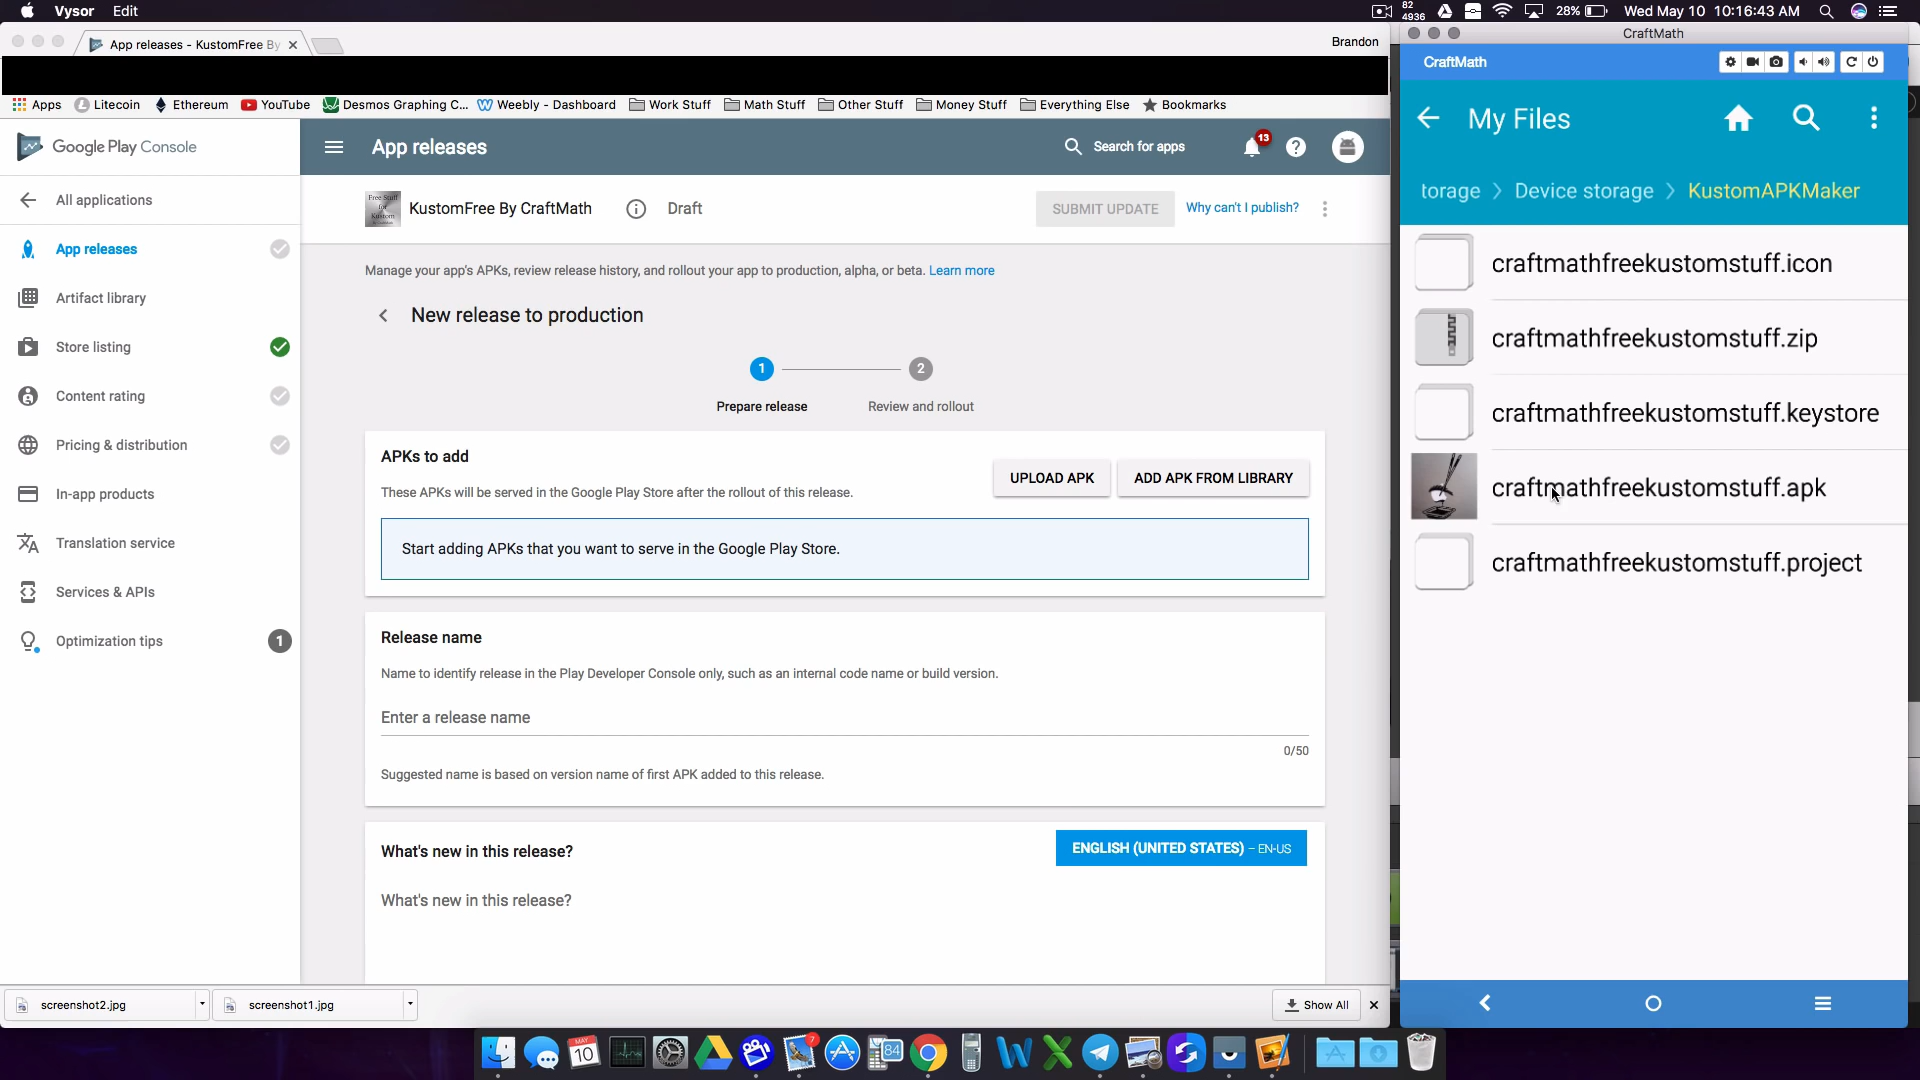 Vysor Edit
82
4936
28%
Wed May 10 10:16:43 AM
App releases - KustomFree By
Brandon
Apps
Litecoin
Ethereum
YouTube
Desmos Graphing C...
Weebly - Dashboard
Work Stuff
Math Stuff
Other Stuff
Money Stuff
Everything Else
Bookmarks
Google Play Console
App releases
Search for apps
13
All applications
App releases
Artifact library
Store listing
Content rating
Pricing & distribution
In-app products
Translation service
Services & APIs
Optimization tips
1
Free Stuff
for
Kustom
KustomFree By CraftMath
Draft
SUBMIT UPDATE
Why can't I publish?
Manage your app's APKs, review release history, and rollout your app to production, alpha, or beta. Learn more
New release to production
1
2
Prepare release
Review and rollout
APKs to add
These APKs will be served in the Google Play Store after the rollout of this release.
UPLOAD APK
ADD APK FROM LIBRARY
Start adding APKs that you want to serve in the Google Play Store.
Release name
Name to identify release in the Play Developer Console only, such as an internal code name or build version.
Enter a release name
0/50
Suggested name is based on version name of first APK added to this release.
What's new in this release?
ENGLISH (UNITED STATES) – EN-US
What's new in this release?
screenshot2.jpg
screenshot1.jpg
Show All
CraftMath
CraftMath
My Files
torage > Device storage > KustomAPKMaker
craftmathfreekustomstuff.icon
craftmathfreekustomstuff.zip
craftmathfreekustomstuff.keystore
craftmathfreekustomstuff.apk
craftmathfreekustomstuff.project
MAY
10
84
7